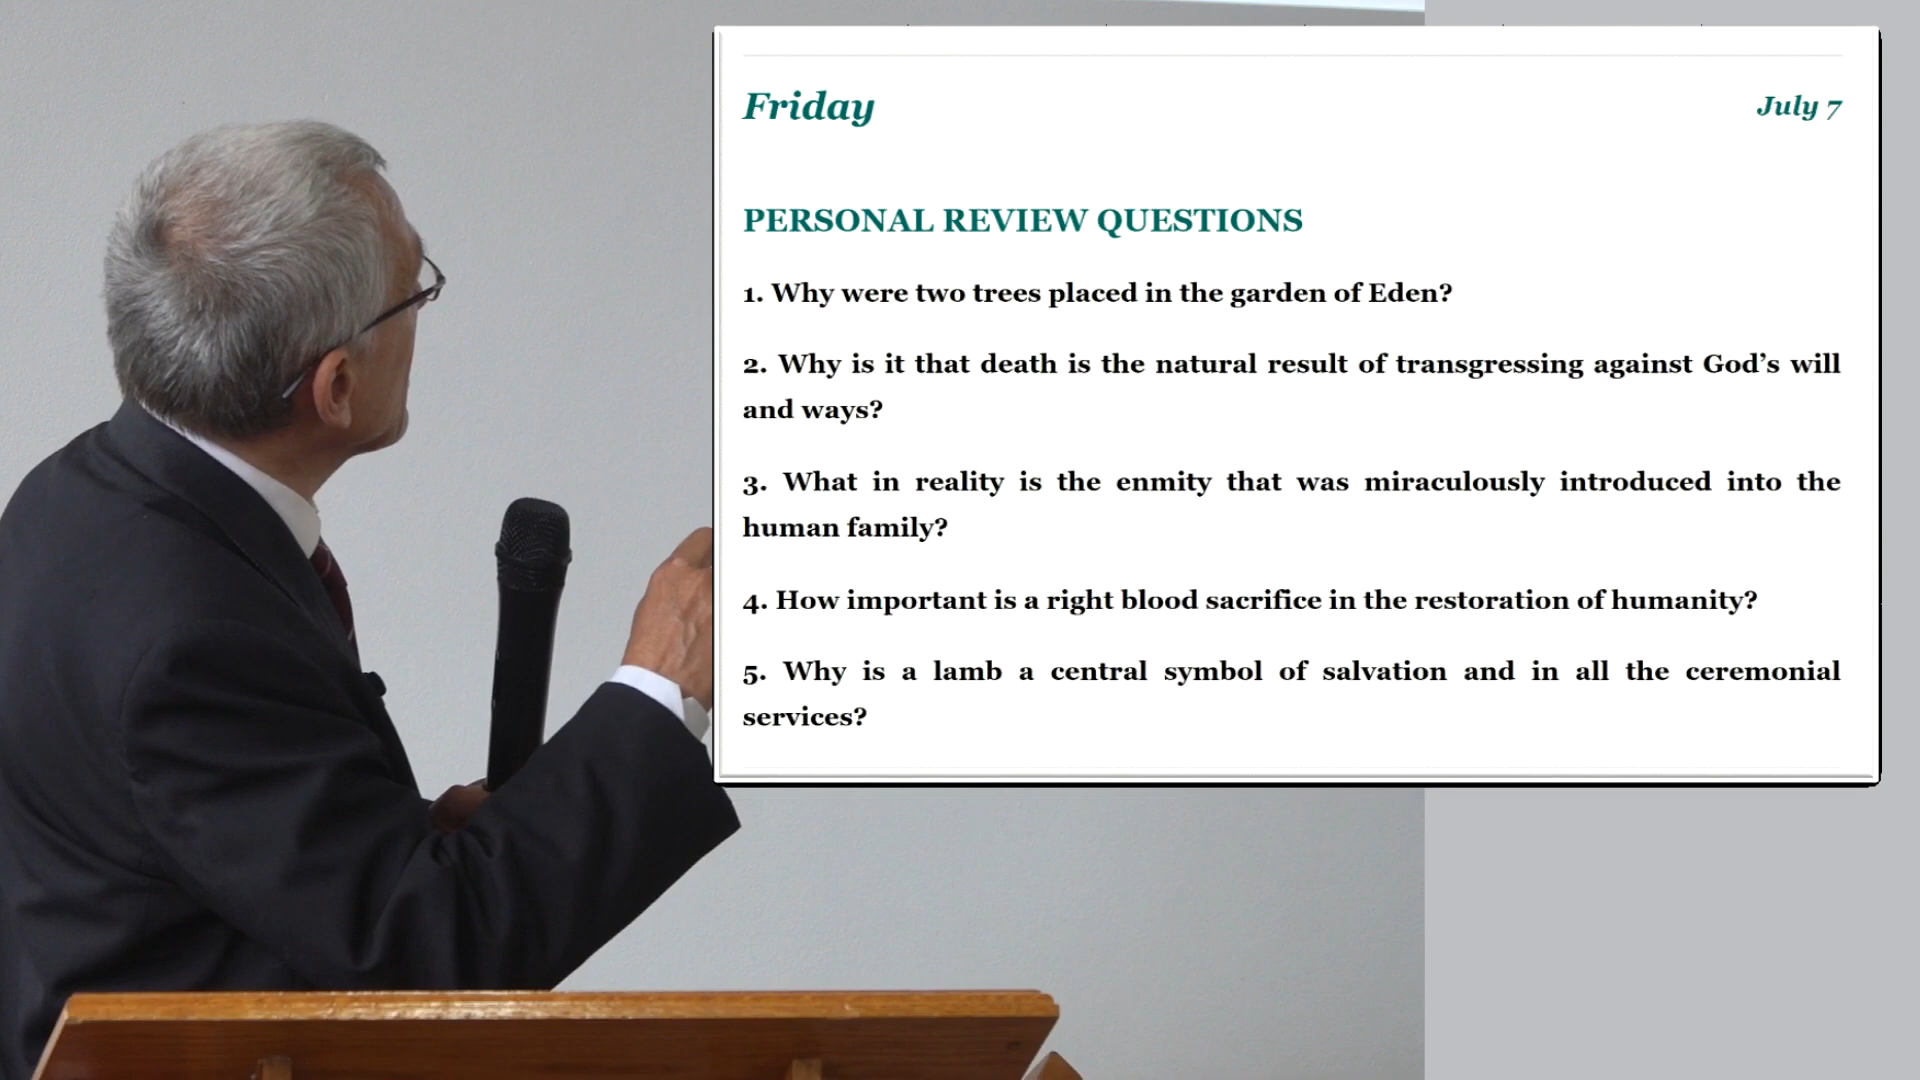 Friday
July 7
PERSONAL REVIEW QUESTIONS
1. Why were two trees placed in the garden of Eden?
2. Why is it that death is the natural result of transgressing against God’s will
and ways?
3. What in reality is the enmity that was miraculously introduced into the
human family?
4. How important is a right blood sacrifice in the restoration of humanity?
5. Why is a lamb a central symbol of salvation and in all the ceremonial
services?